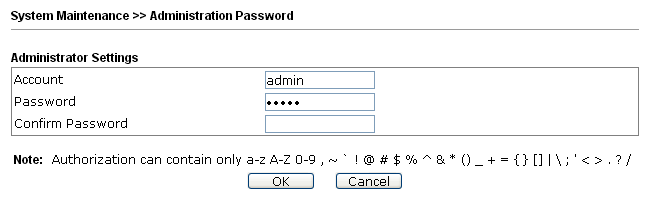 System Maintenance >> Administration Password
Administrator Settings
Account admin
Password •••••
Confirm Password
Note: Authorization can contain only a-z A-Z 0-9 , ~ ` ! @ # $ % ^ & * () _ + = {} [] | \ ; ' < > . ? /
OK Cancel